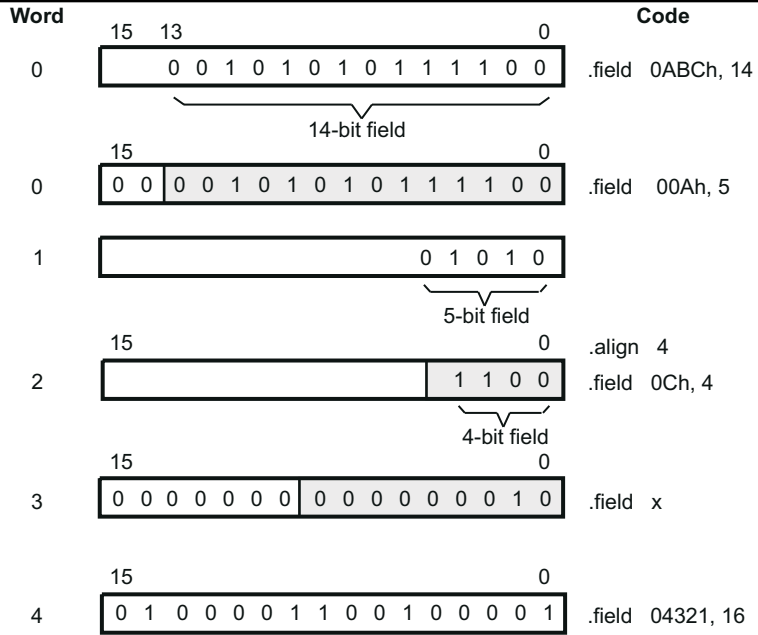 Word Code
15 13 0
0 0 0 1 0 1 0 1 0 1 1 1 1 0 0 .field 0ABCh, 14
14-bit field
15 0
0 0 0 0 0 1 0 1 0 1 0 1 1 1 1 0 0 .field 00Ah, 5
1 0 1 0 1 0
5-bit field
15 0 .align 4
2 1 1 0 0 .field 0Ch, 4
4-bit field
15 0
3 0 0 0 0 0 0 0 0 0 0 0 0 0 0 1 0 .field x
15 0
4 0 1 0 0 0 0 1 1 0 0 1 0 0 0 0 1 .field 04321, 16